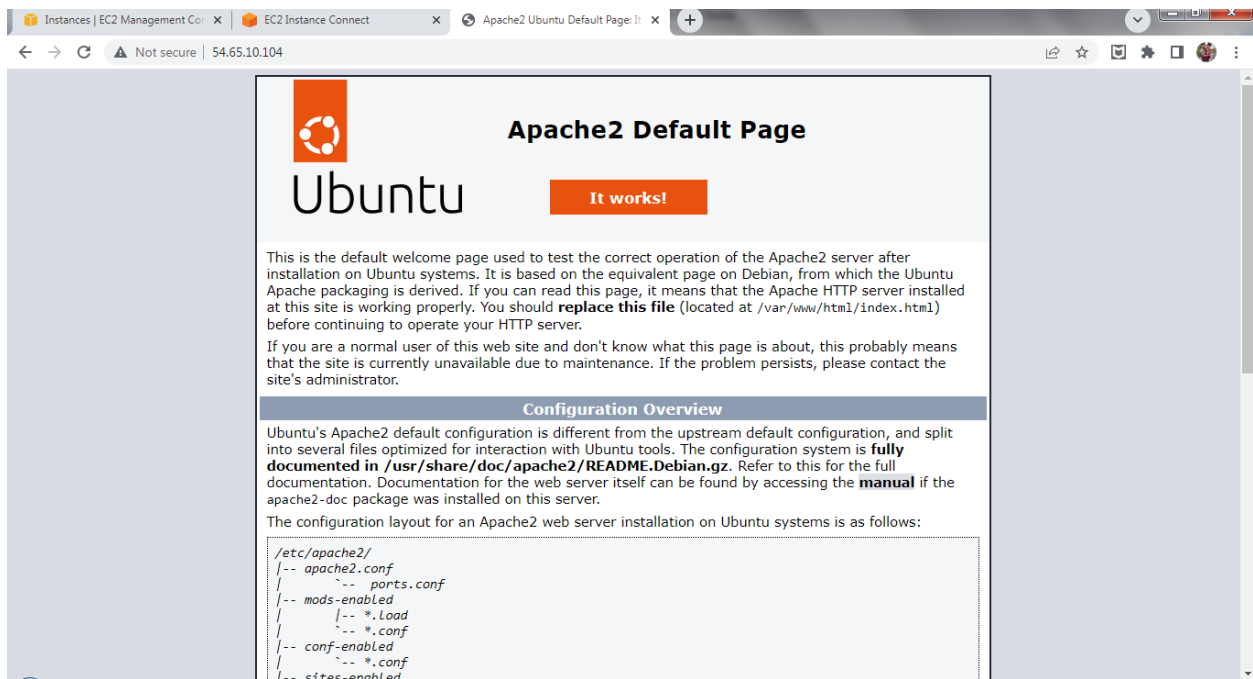 Instances | EC2 Management Cor
EC2 Instance Connect
Apache2 Ubuntu Default Page: It
Not secure | 54.65.10.104
Apache2 Default Page
Ubuntu
It works!
This is the default welcome page used to test the correct operation of the Apache2 server after
installation on Ubuntu systems. It is based on the equivalent page on Debian, from which the Ubuntu
Apache packaging is derived. If you can read this page, it means that the Apache HTTP server installed
at this site is working properly. You should replace this file (located at /var/www/html/index.html)
before continuing to operate your HTTP server.
If you are a normal user of this web site and don't know what this page is about, this probably means
that the site is currently unavailable due to maintenance. If the problem persists, please contact the
site's administrator.
Configuration Overview
Ubuntu's Apache2 default configuration is different from the upstream default configuration, and split
into several files optimized for interaction with Ubuntu tools. The configuration system is fully
documented in /usr/share/doc/apache2/README.Debian.gz. Refer to this for the full
documentation. Documentation for the web server itself can be found by accessing the manual if the
apache2-doc package was installed on this server.
The configuration layout for an Apache2 web server installation on Ubuntu systems is as follows:
/etc/apache2/
|-- apache2.conf
|       `--  ports.conf
|-- mods-enabled
|       |-- *.load
|       `-- *.conf
|-- conf-enabled
|       `-- *.conf
|-- sites-enabled